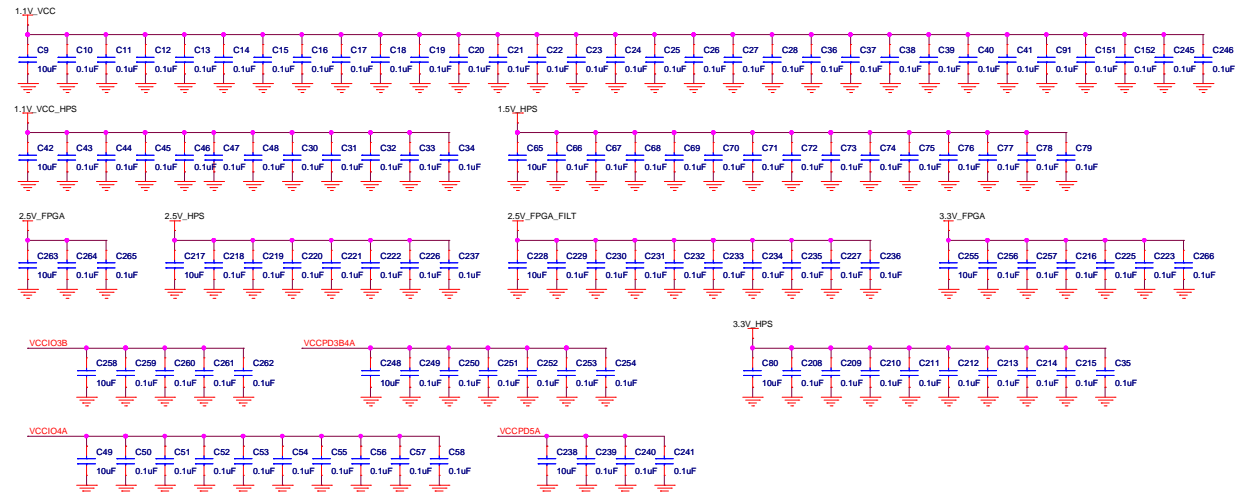 1.1V_VCC
C9 C10 C11 C12 C13 C14 C15 C16 C17 C18 C19 C20 C21 C22 C23 C24 C25 C26 C27 C28 C36 C37 C38 C39 C40 C41 C91 C151 C152 C245 C246
10uF 0.1uF 0.1uF 0.1uF 0.1uF 0.1uF 0.1uF 0.1uF 0.1uF 0.1uF 0.1uF 0.1uF 0.1uF 0.1uF 0.1uF 0.1uF 0.1uF 0.1uF 0.1uF 0.1uF 0.1uF 0.1uF 0.1uF 0.1uF 0.1uF 0.1uF 0.1uF 0.1uF 0.1uF 0.1uF 0.1uF
1.1V_VCC_HPS
C42 C43 C44 C45 C46 C47 C48 C30 C31 C32 C33 C34
10uF 0.1uF 0.1uF 0.1uF 0.1uF 0.1uF 0.1uF 0.1uF 0.1uF 0.1uF 0.1uF 0.1uF
1.5V_HPS
C65 C66 C67 C68 C69 C70 C71 C72 C73 C74 C75 C76 C77 C78 C79
10uF 0.1uF 0.1uF 0.1uF 0.1uF 0.1uF 0.1uF 0.1uF 0.1uF 0.1uF 0.1uF 0.1uF 0.1uF 0.1uF 0.1uF
2.5V_FPGA
C263 C264 C265
10uF 0.1uF 0.1uF
2.5V_HPS
C217 C218 C219 C220 C221 C222 C226 C237
10uF 0.1uF 0.1uF 0.1uF 0.1uF 0.1uF 0.1uF 0.1uF
2.5V_FPGA_FILT
C228 C229 C230 C231 C232 C233 C234 C235 C227 C236
10uF 0.1uF 0.1uF 0.1uF 0.1uF 0.1uF 0.1uF 0.1uF 0.1uF 0.1uF
3.3V_FPGA
C255 C256 C257 C216 C225 C223 C266
10uF 0.1uF 0.1uF 0.1uF 0.1uF 0.1uF 0.1uF
VCCIO3B
C258 C259 C260 C261 C262
10uF 0.1uF 0.1uF 0.1uF 0.1uF
VCCPD3B4A
C248 C249 C250 C251 C252 C253 C254
10uF 0.1uF 0.1uF 0.1uF 0.1uF 0.1uF 0.1uF
3.3V_HPS
C80 C208 C209 C210 C211 C212 C213 C214 C215 C35
10uF 0.1uF 0.1uF 0.1uF 0.1uF 0.1uF 0.1uF 0.1uF 0.1uF 0.1uF
VCCIO4A
C49 C50 C51 C52 C53 C54 C55 C56 C57 C58
10uF 0.1uF 0.1uF 0.1uF 0.1uF 0.1uF 0.1uF 0.1uF 0.1uF 0.1uF
VCCPD5A
C238 C239 C240 C241
10uF 0.1uF 0.1uF 0.1uF